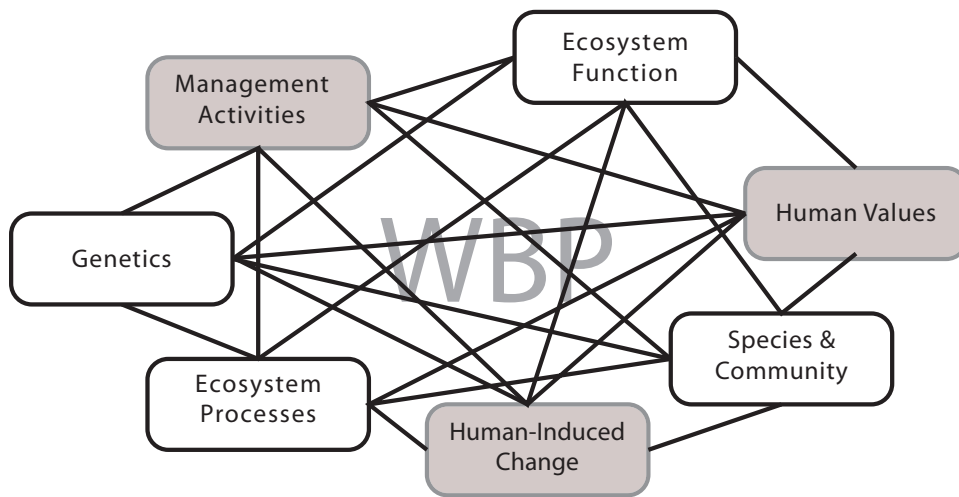 Ecosystem
Function
Management
Activities
Human Values
Genetics
WBP
Species &
Community
Ecosystem
Processes
Human-Induced
Change